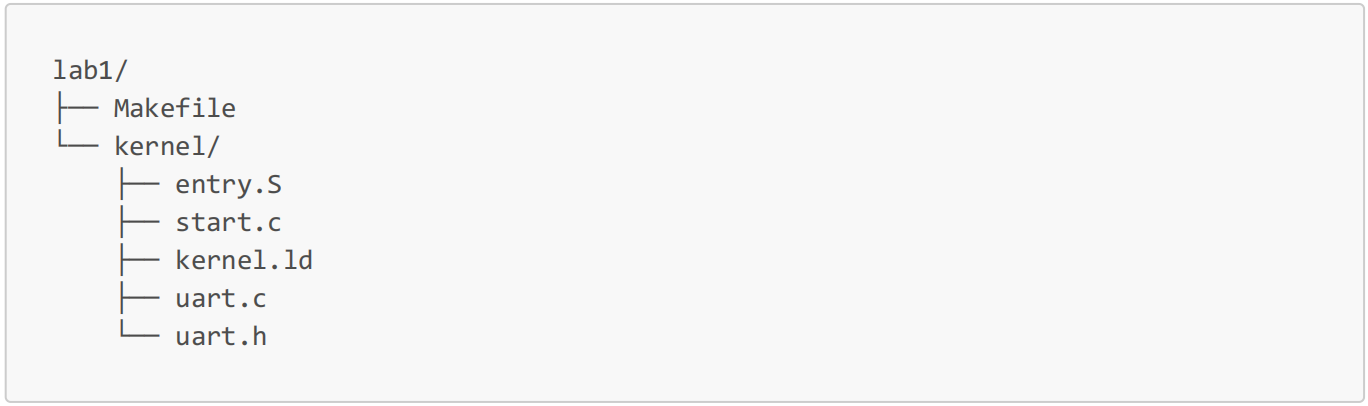 lab1/
├── Makefile
└── kernel/
    ├── entry.S
    ├── start.c
    ├── kernel.ld
    ├── uart.c
    └── uart.h